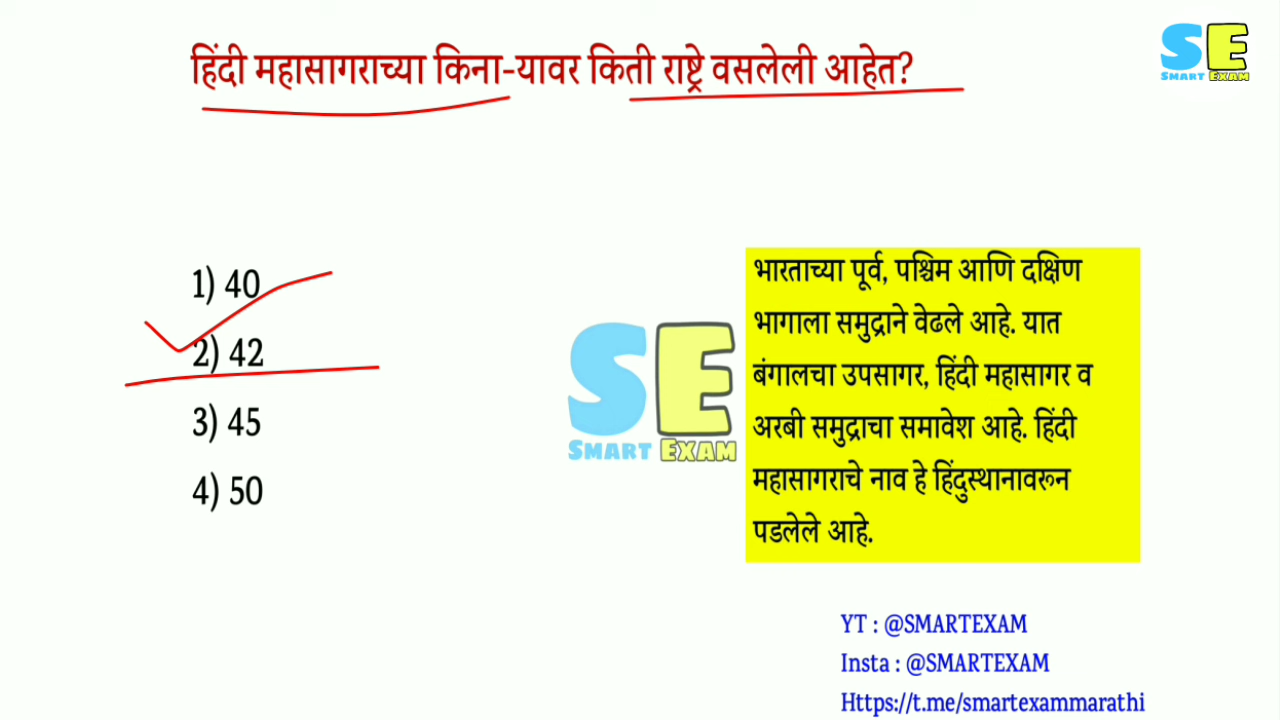 हिंदी महासागराच्या किना-यावर किती राष्ट्रे वसलेली आहेत?
SE
SMART EXAM
1) 40
2) 42
3) 45
4) 50
SE
SMART EXAM
भारताच्या पूर्व, पश्चिम आणि दक्षिण
भागाला समुद्राने वेढले आहे. यात
बंगालचा उपसागर, हिंदी महासागर व
अरबी समुद्राचा समावेश आहे. हिंदी
महासागराचे नाव हे हिंदुस्थानावरून
पडलेले आहे.
YT : @SMARTEXAM
Insta : @SMARTEXAM
Https://t.me/smartexammarathi